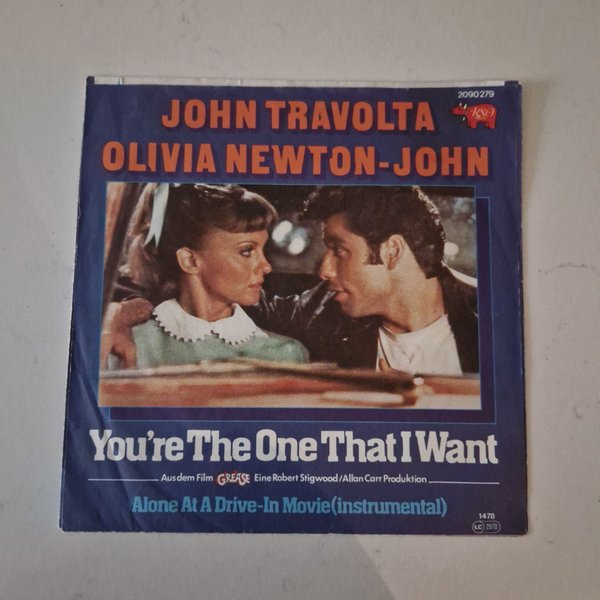 2090 279
JOHN TRAVOLTA
RSO
OLIVIA NEWTON-JOHN
You're The One That I Want
Aus dem Film GREASE Eine Robert Stigwood/Allan Carr Produktion
Alone At A Drive-In Movie (instrumental)
1478
LC 2970